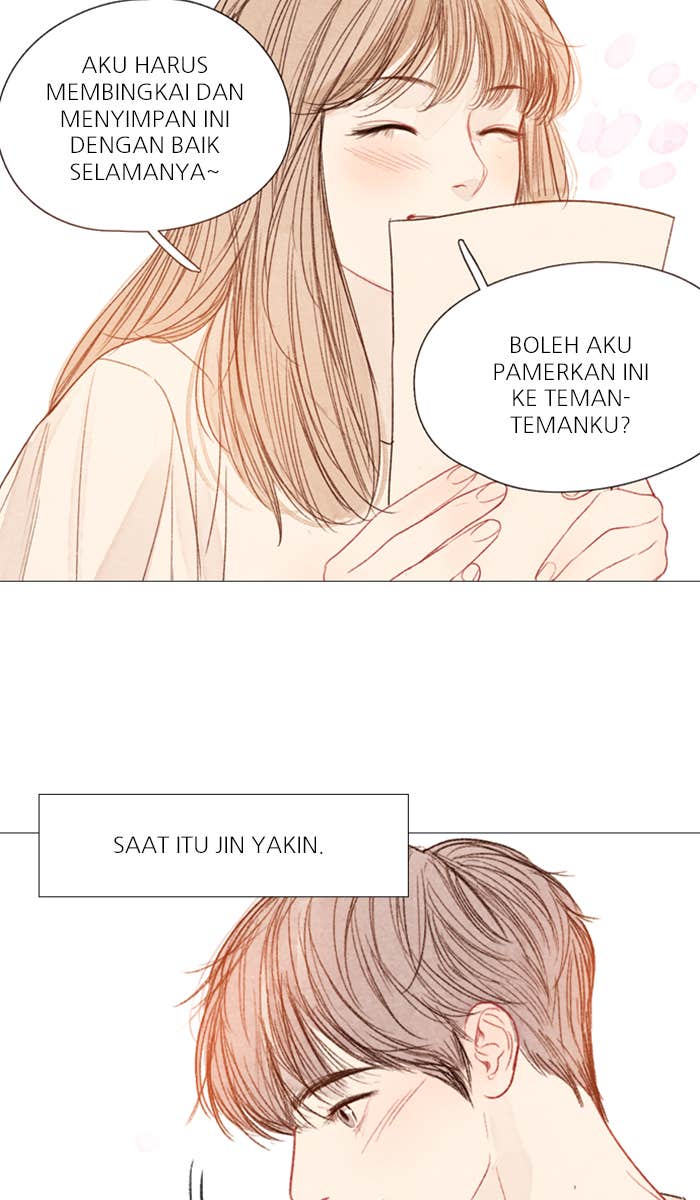 AKU HARUS
MEMBINGKAI DAN
MENYIMPAN INI
DENGAN BAIK
SELAMANYA~
BOLEH AKU
PAMERKAN INI
KE TEMAN-
TEMANKU?
SAAT ITU JIN YAKIN.